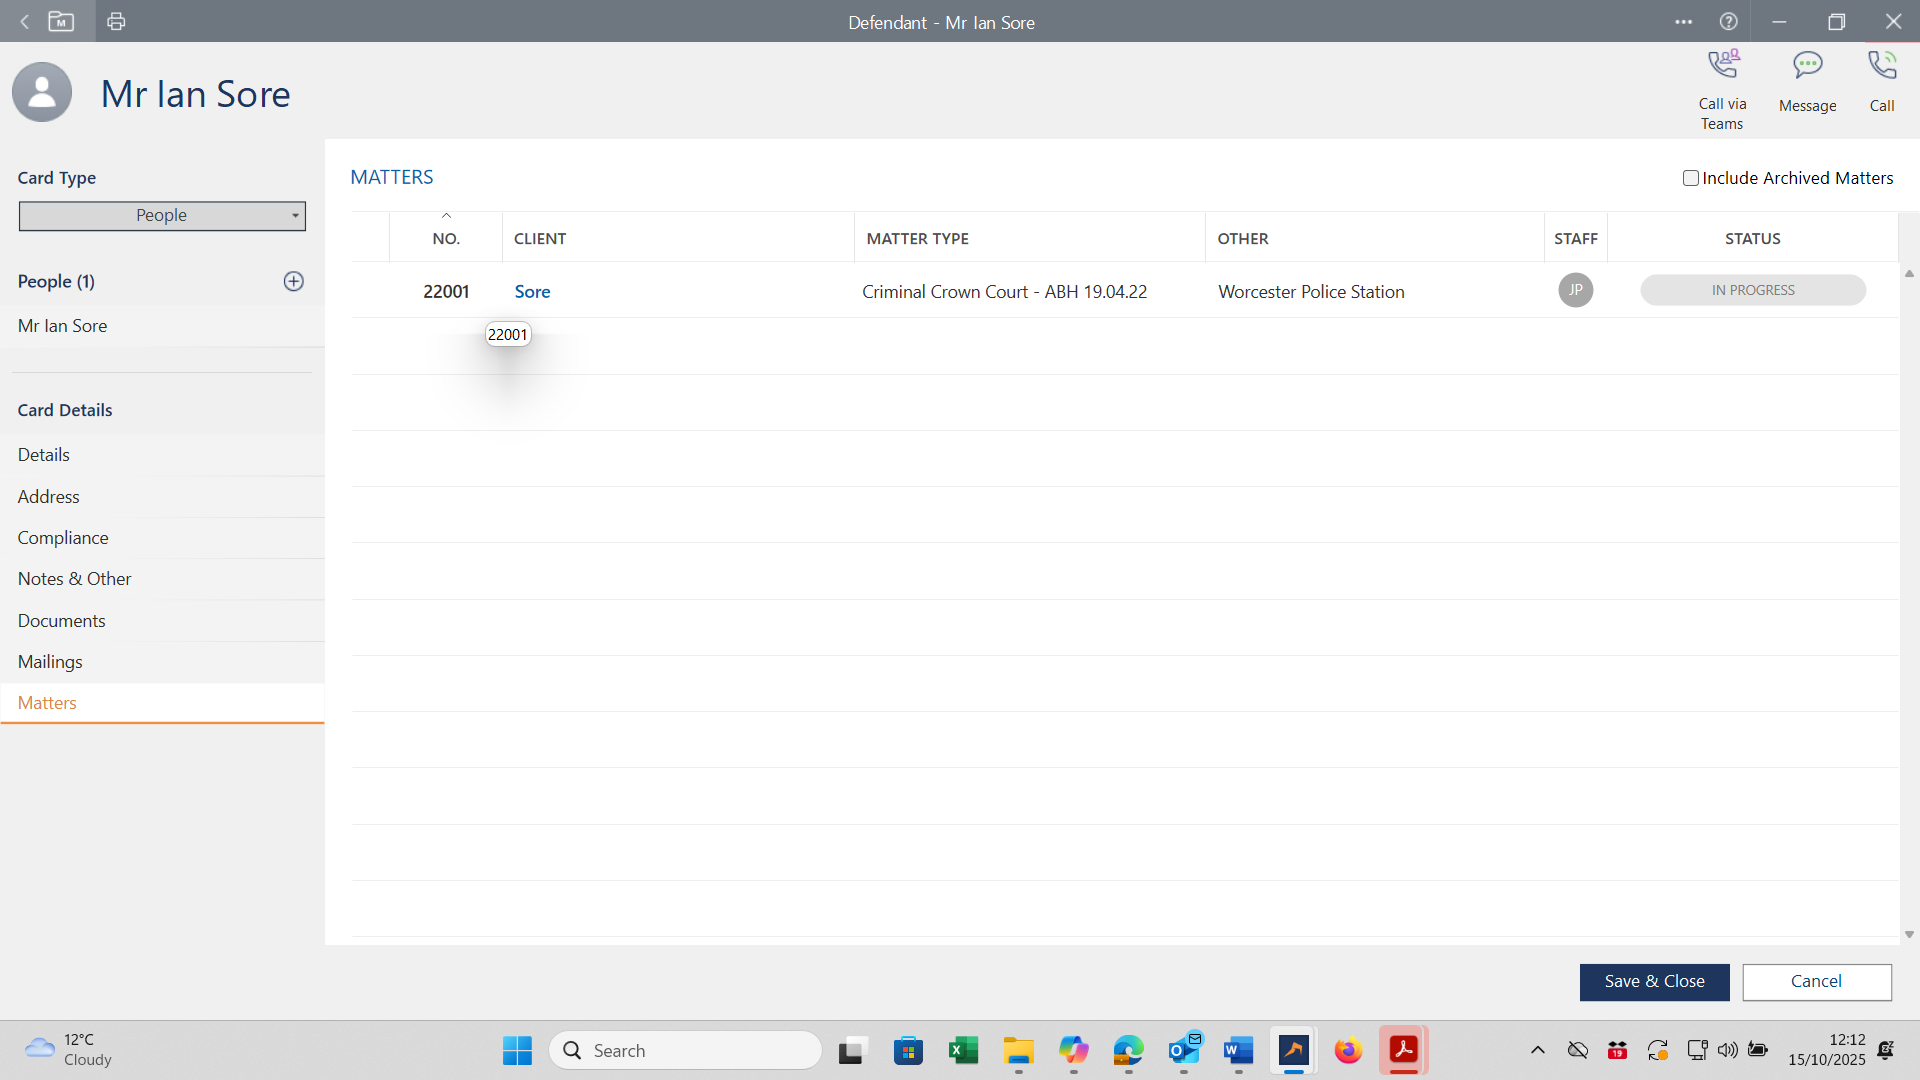 Defendant - Mr Ian Sore
Mr Ian Sore
Call via
Teams
Message
Call
Card Type
People
People (1)
Mr Ian Sore
Card Details
Details
Address
Compliance
Notes & Other
Documents
Mailings
Matters
MATTERS
Include Archived Matters
NO. CLIENT MATTER TYPE OTHER STAFF STATUS
22001 Sore Criminal Crown Court - ABH 19.04.22 Worcester Police Station JP IN PROGRESS
22001
Save & Close
Cancel
12°C
Cloudy
Search
19
12:12
15/10/2025